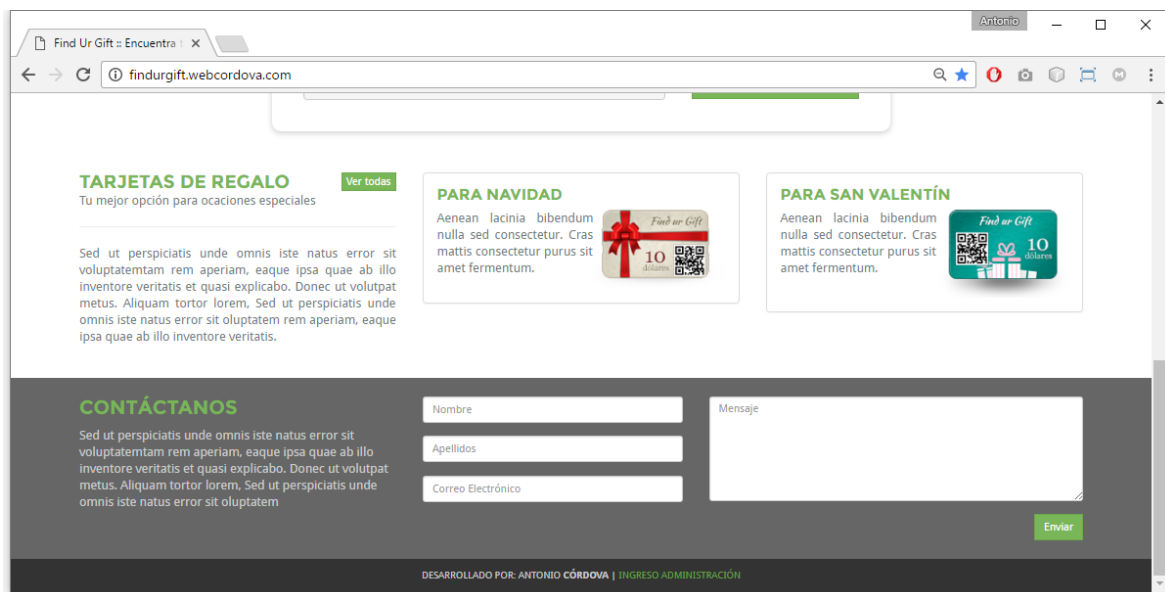 Antonio
Find Ur Gift :: Encuentra t
findurgift.webcordova.com
TARJETAS DE REGALO
Ver todas
Tu mejor opción para ocaciones especiales
Sed ut perspiciatis unde omnis iste natus error sit
voluptatemtam rem aperiam, eaque ipsa quae ab illo
inventore veritatis et quasi explicabo. Donec ut volutpat
metus. Aliquam tortor lorem, Sed ut perspiciatis unde
omnis iste natus error sit oluptatem rem aperiam, eaque
ipsa quae ab illo inventore veritatis.
PARA NAVIDAD
Aenean lacinia bibendum
nulla sed consectetur. Cras
mattis consectetur purus sit
amet fermentum.
Find ur Gift
10
dólares
PARA SAN VALENTÍN
Aenean lacinia bibendum
nulla sed consectetur. Cras
mattis consectetur purus sit
amet fermentum.
Find ur Gift
10
dólares
CONTÁCTANOS
Sed ut perspiciatis unde omnis iste natus error sit
voluptatemtam rem aperiam, eaque ipsa quae ab illo
inventore veritatis et quasi explicabo. Donec ut volutpat
metus. Aliquam tortor lorem, Sed ut perspiciatis unde
omnis iste natus error sit oluptatem
Nombre
Apellidos
Correo Electrónico
Mensaje
Enviar
DESARROLLADO POR: ANTONIO CÓRDOVA | INGRESO ADMINISTRACIÓN